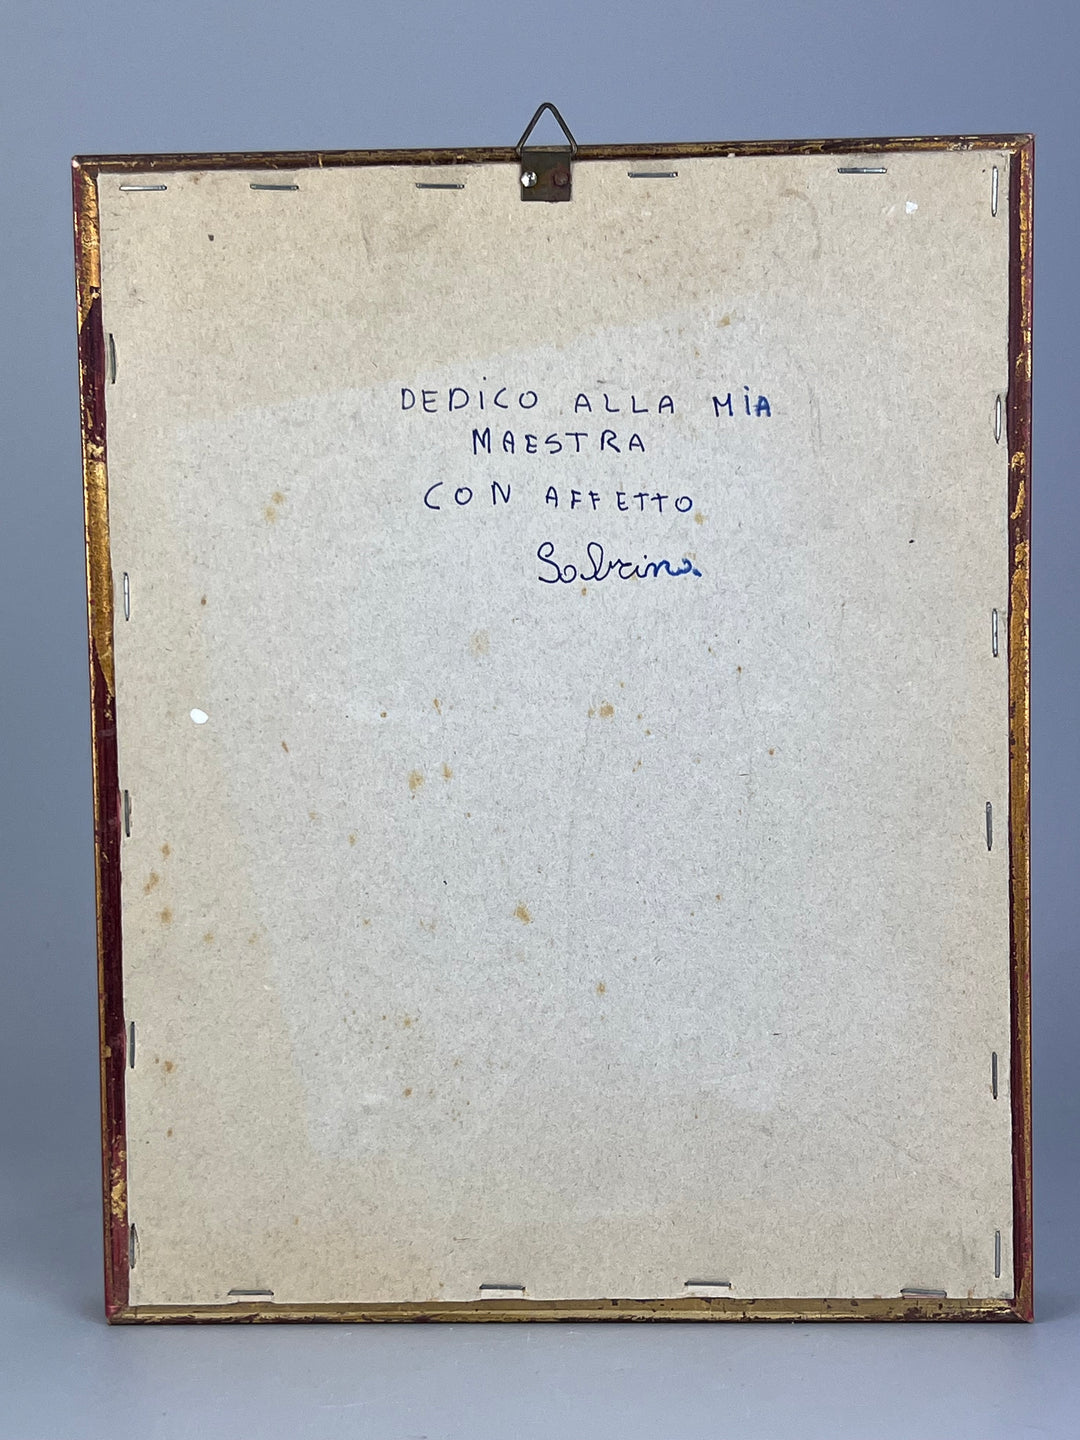 DEDiCO ALLA MiA
MAESTRA
CON AFFETTO
Sabrina